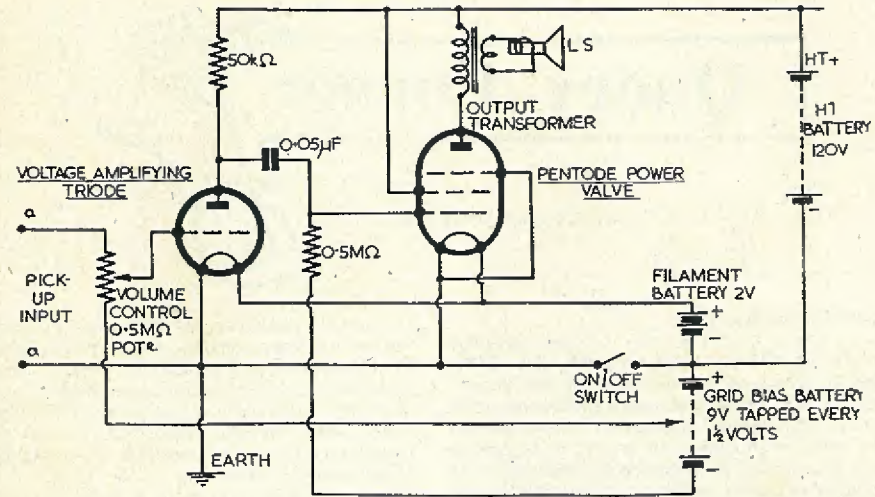 50kΩ
LS
HT+
HT
BATTERY
120V
OUTPUT
TRANSFORMER
0·05μF
VOLTAGE AMPLIFYING
TRIODE
PENTODE POWER
VALVE
a
0·5MΩ
PICK-
UP
INPUT
VOLUME
CONTROL
0·5MΩ
POTR
FILAMENT
BATTERY 2V
+
-
a
ON/OFF
SWITCH
+
GRID BIAS BATTERY
9V TAPPED EVERY
1½ VOLTS
-
EARTH
-